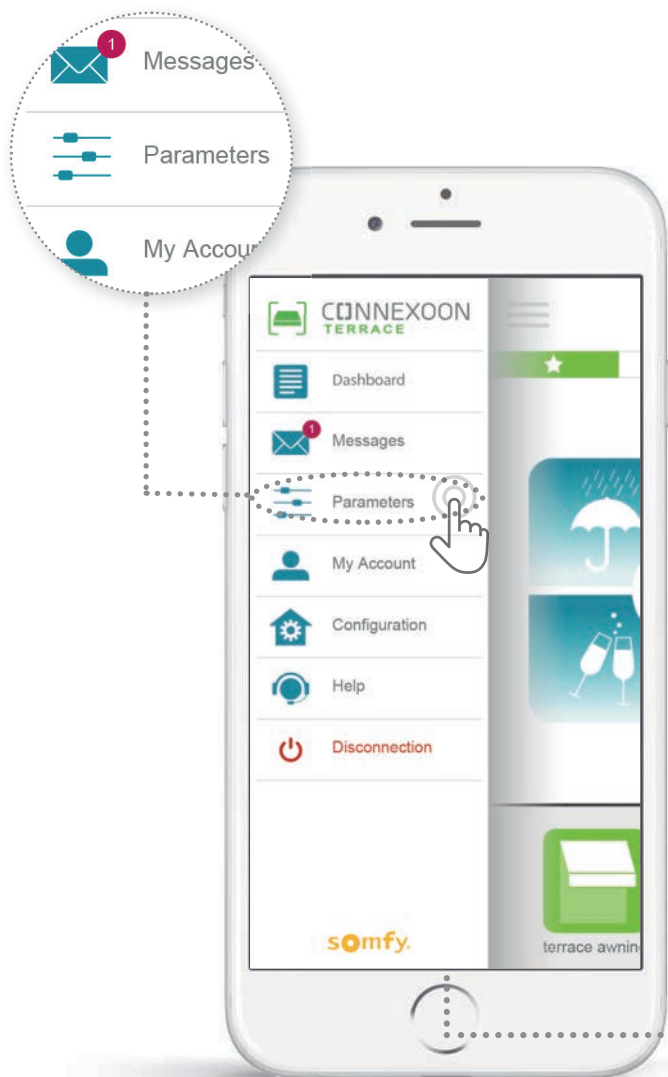 1
Messages
Parameters
My Accou
CONNEXOON
TERRACE
Dashboard
1
Messages
Parameters
My Account
Configuration
Help
Disconnection
somfy.
terrace awnin